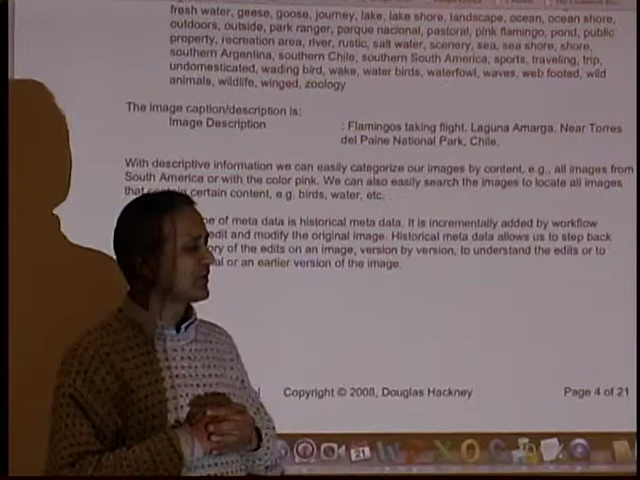 fresh water, geese, goose, journey, lake, lake shore, landscape, ocean, ocean shore,
outdoors, outside, park ranger, parque nacional, pastoral, pink flamingo, pond, public
property, recreation area, river, rustic, salt water, scenery, sea, sea shore, shore,
southern Argentina, southern Chile, southern South America, sports, traveling, trip,
undomesticated, wading bird, wake, water birds, waterfowl, waves, web footed, wild
animals, wildlife, winged, zoology
The image caption/description is:
Image Description : Flamingos taking flight, Laguna Amarga. Near Torres
del Paine National Park, Chile.
With descriptive information we can easily categorize our images by content, e.g., all images from
South America or with the color pink. We can also easily search the images to locate all images
that certain content, e.g. birds, water, etc.
of meta data is historical meta data. It is incrementally added by workflow
edit and modify the original image. Historical meta data allows us to step back
of the edits on an image, version by version, to understand the edits or to
or an earlier version of the image.
Copyright © 2008, Douglas Hackney Page 4 of 21
21